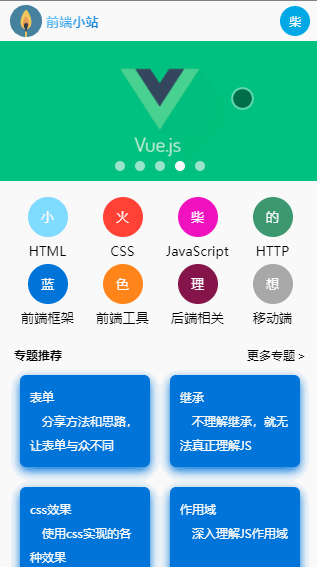 前端小站
柴
Vue.js
小 火 柴 的
HTML CSS JavaScript HTTP
蓝 色 理 想
前端框架 前端工具 后端相关 移动端
专题推荐 更多专题 >
表单
分享方法和思路，
让表单与众不同
继承
不理解继承，就无
法真正理解JS
css效果
使用css实现的各
种效果
作用域
深入理解JS作用域